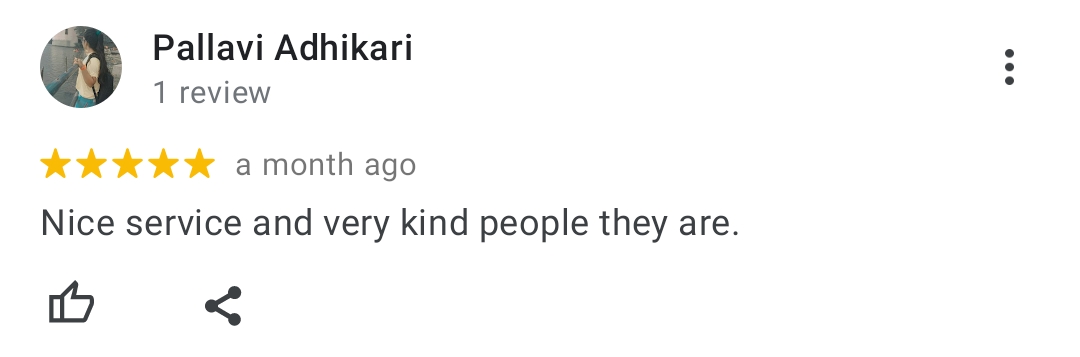 Pallavi Adhikari
1 review
a month ago
Nice service and very kind people they are.